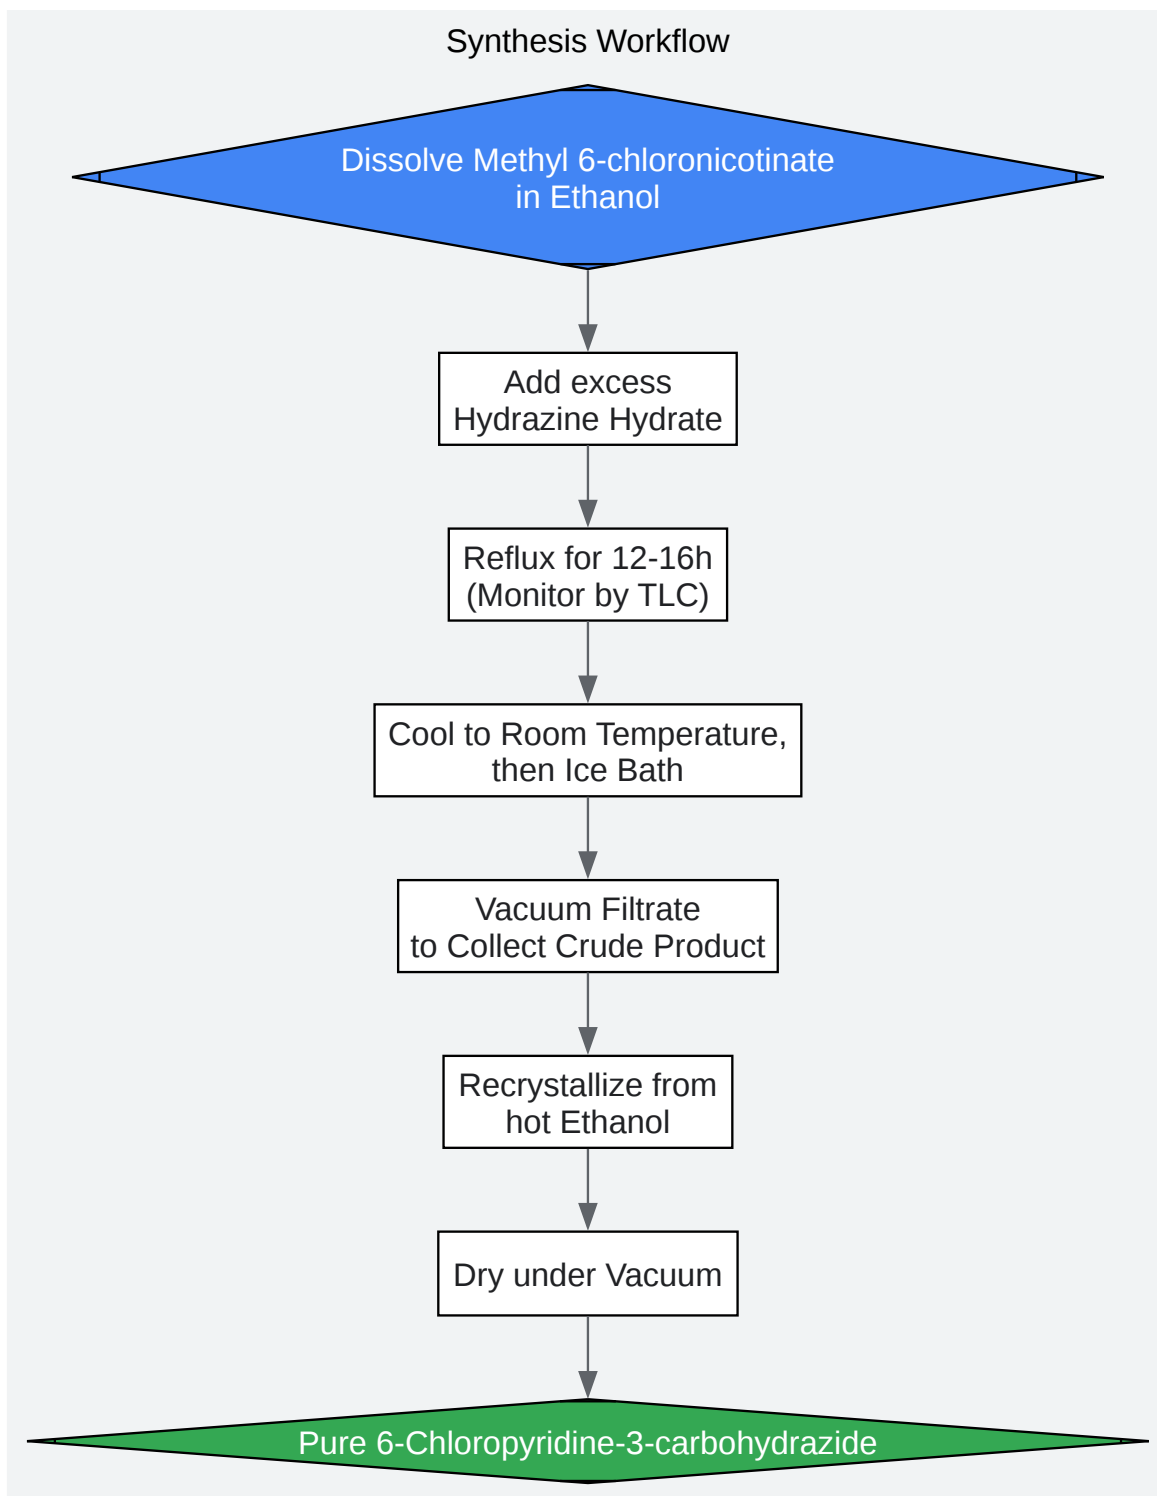 Synthesis Workflow
Dissolve Methyl 6-chloronicotinate
in Ethanol
Add excess
Hydrazine Hydrate
Reflux for 12-16h
(Monitor by TLC)
Cool to Room Temperature,
then Ice Bath
Vacuum Filtrate
to Collect Crude Product
Recrystallize from
hot Ethanol
Dry under Vacuum
Pure 6-Chloropyridine-3-carbohydrazide